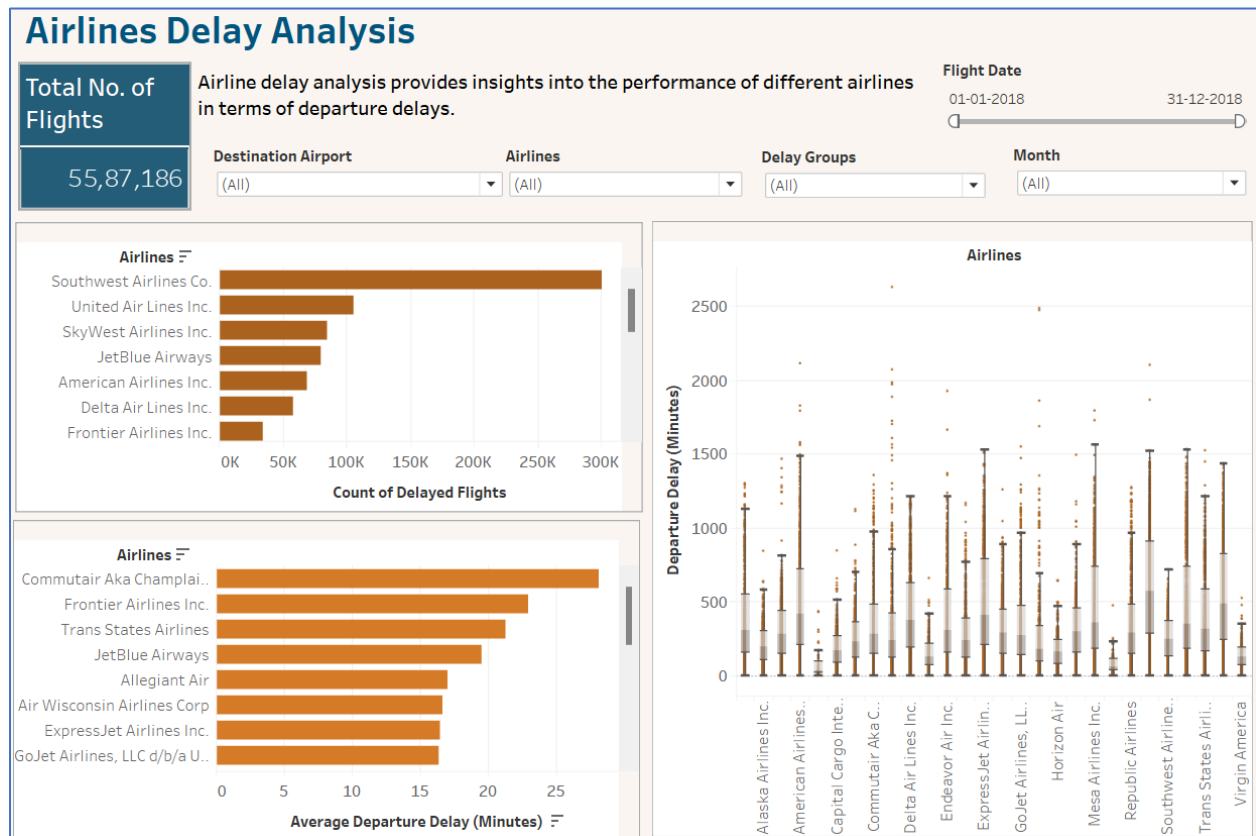 Airlines Delay Analysis
Total No. of
Flights
55,87,186
Airline delay analysis provides insights into the performance of different airlines
in terms of departure delays.
Flight Date
01-01-2018 31-12-2018
Destination Airport
(All)
Airlines
(All)
Delay Groups
(All)
Month
(All)
Airlines
Southwest Airlines Co.
United Air Lines Inc.
SkyWest Airlines Inc.
JetBlue Airways
American Airlines Inc.
Delta Air Lines Inc.
Frontier Airlines Inc.
0K 50K 100K 150K 200K 250K 300K
Count of Delayed Flights
Airlines
Commutair Aka Champlai..
Frontier Airlines Inc.
Trans States Airlines
JetBlue Airways
Allegiant Air
Air Wisconsin Airlines Corp
ExpressJet Airlines Inc.
GoJet Airlines, LLC d/b/a U..
0 5 10 15 20 25
Average Departure Delay (Minutes)
Airlines
Departure Delay (Minutes)
2500
2000
1500
1000
500
0
Alaska Airlines Inc.
American Airlines..
Capital Cargo Inte..
Commutair Aka C..
Delta Air Lines Inc.
Endeavor Air Inc.
ExpressJet Airlin..
GoJet Airlines, LL..
Horizon Air
Mesa Airlines Inc.
Republic Airlines
Southwest Airline..
Trans States Airli..
Virgin America